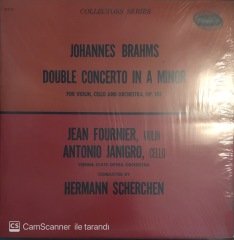 COLLECTORS SERIES
JOHANNES BRAHMS
DOUBLE CONCERTO IN A MINOR
FOR VIOLIN, CELLO AND ORCHESTRA, OP. 102
JEAN FOURNIER, VIOLIN
ANTONIO JANIGRO, CELLO
VIENNA STATE OPERA ORCHESTRA
CONDUCTED BY
HERMANN SCHERCHEN
CS CamScanner ile tarandı